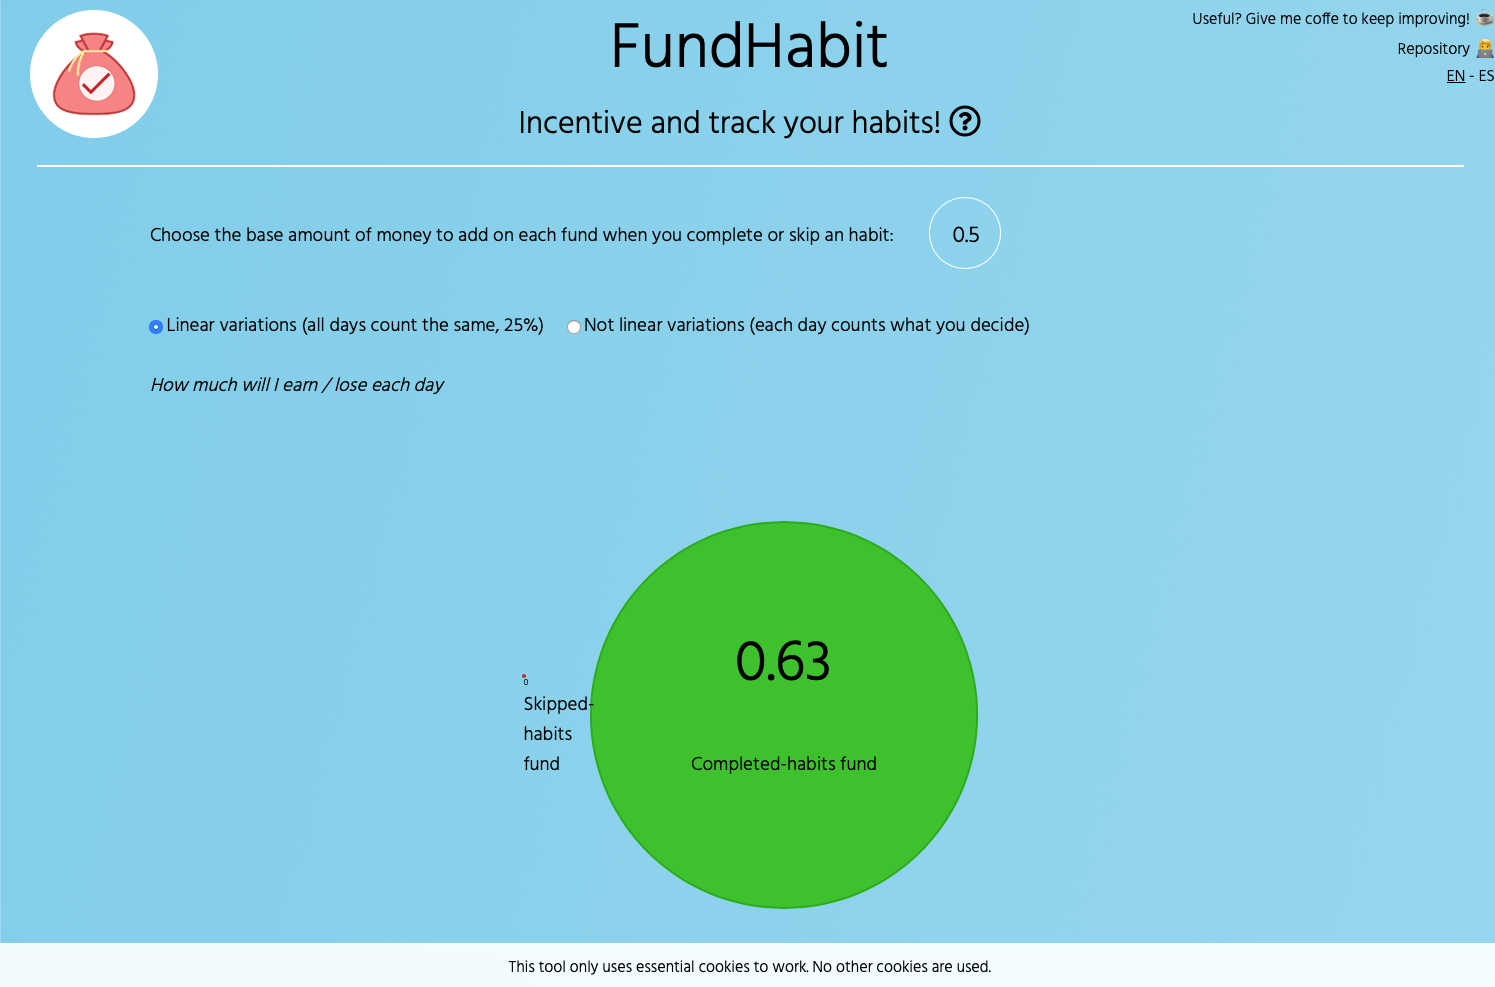 FundHabit
Useful? Give me coffe to keep improving! ☕
Repository 👩‍💻
EN - ES
Incentive and track your habits! ?
Choose the base amount of money to add on each fund when you complete or skip an habit:
0.5
Linear variations (all days count the same, 25%)
Not linear variations (each day counts what you decide)
How much will I earn / lose each day
0
Skipped-
habits
fund
0.63
Completed-habits fund
This tool only uses essential cookies to work. No other cookies are used.